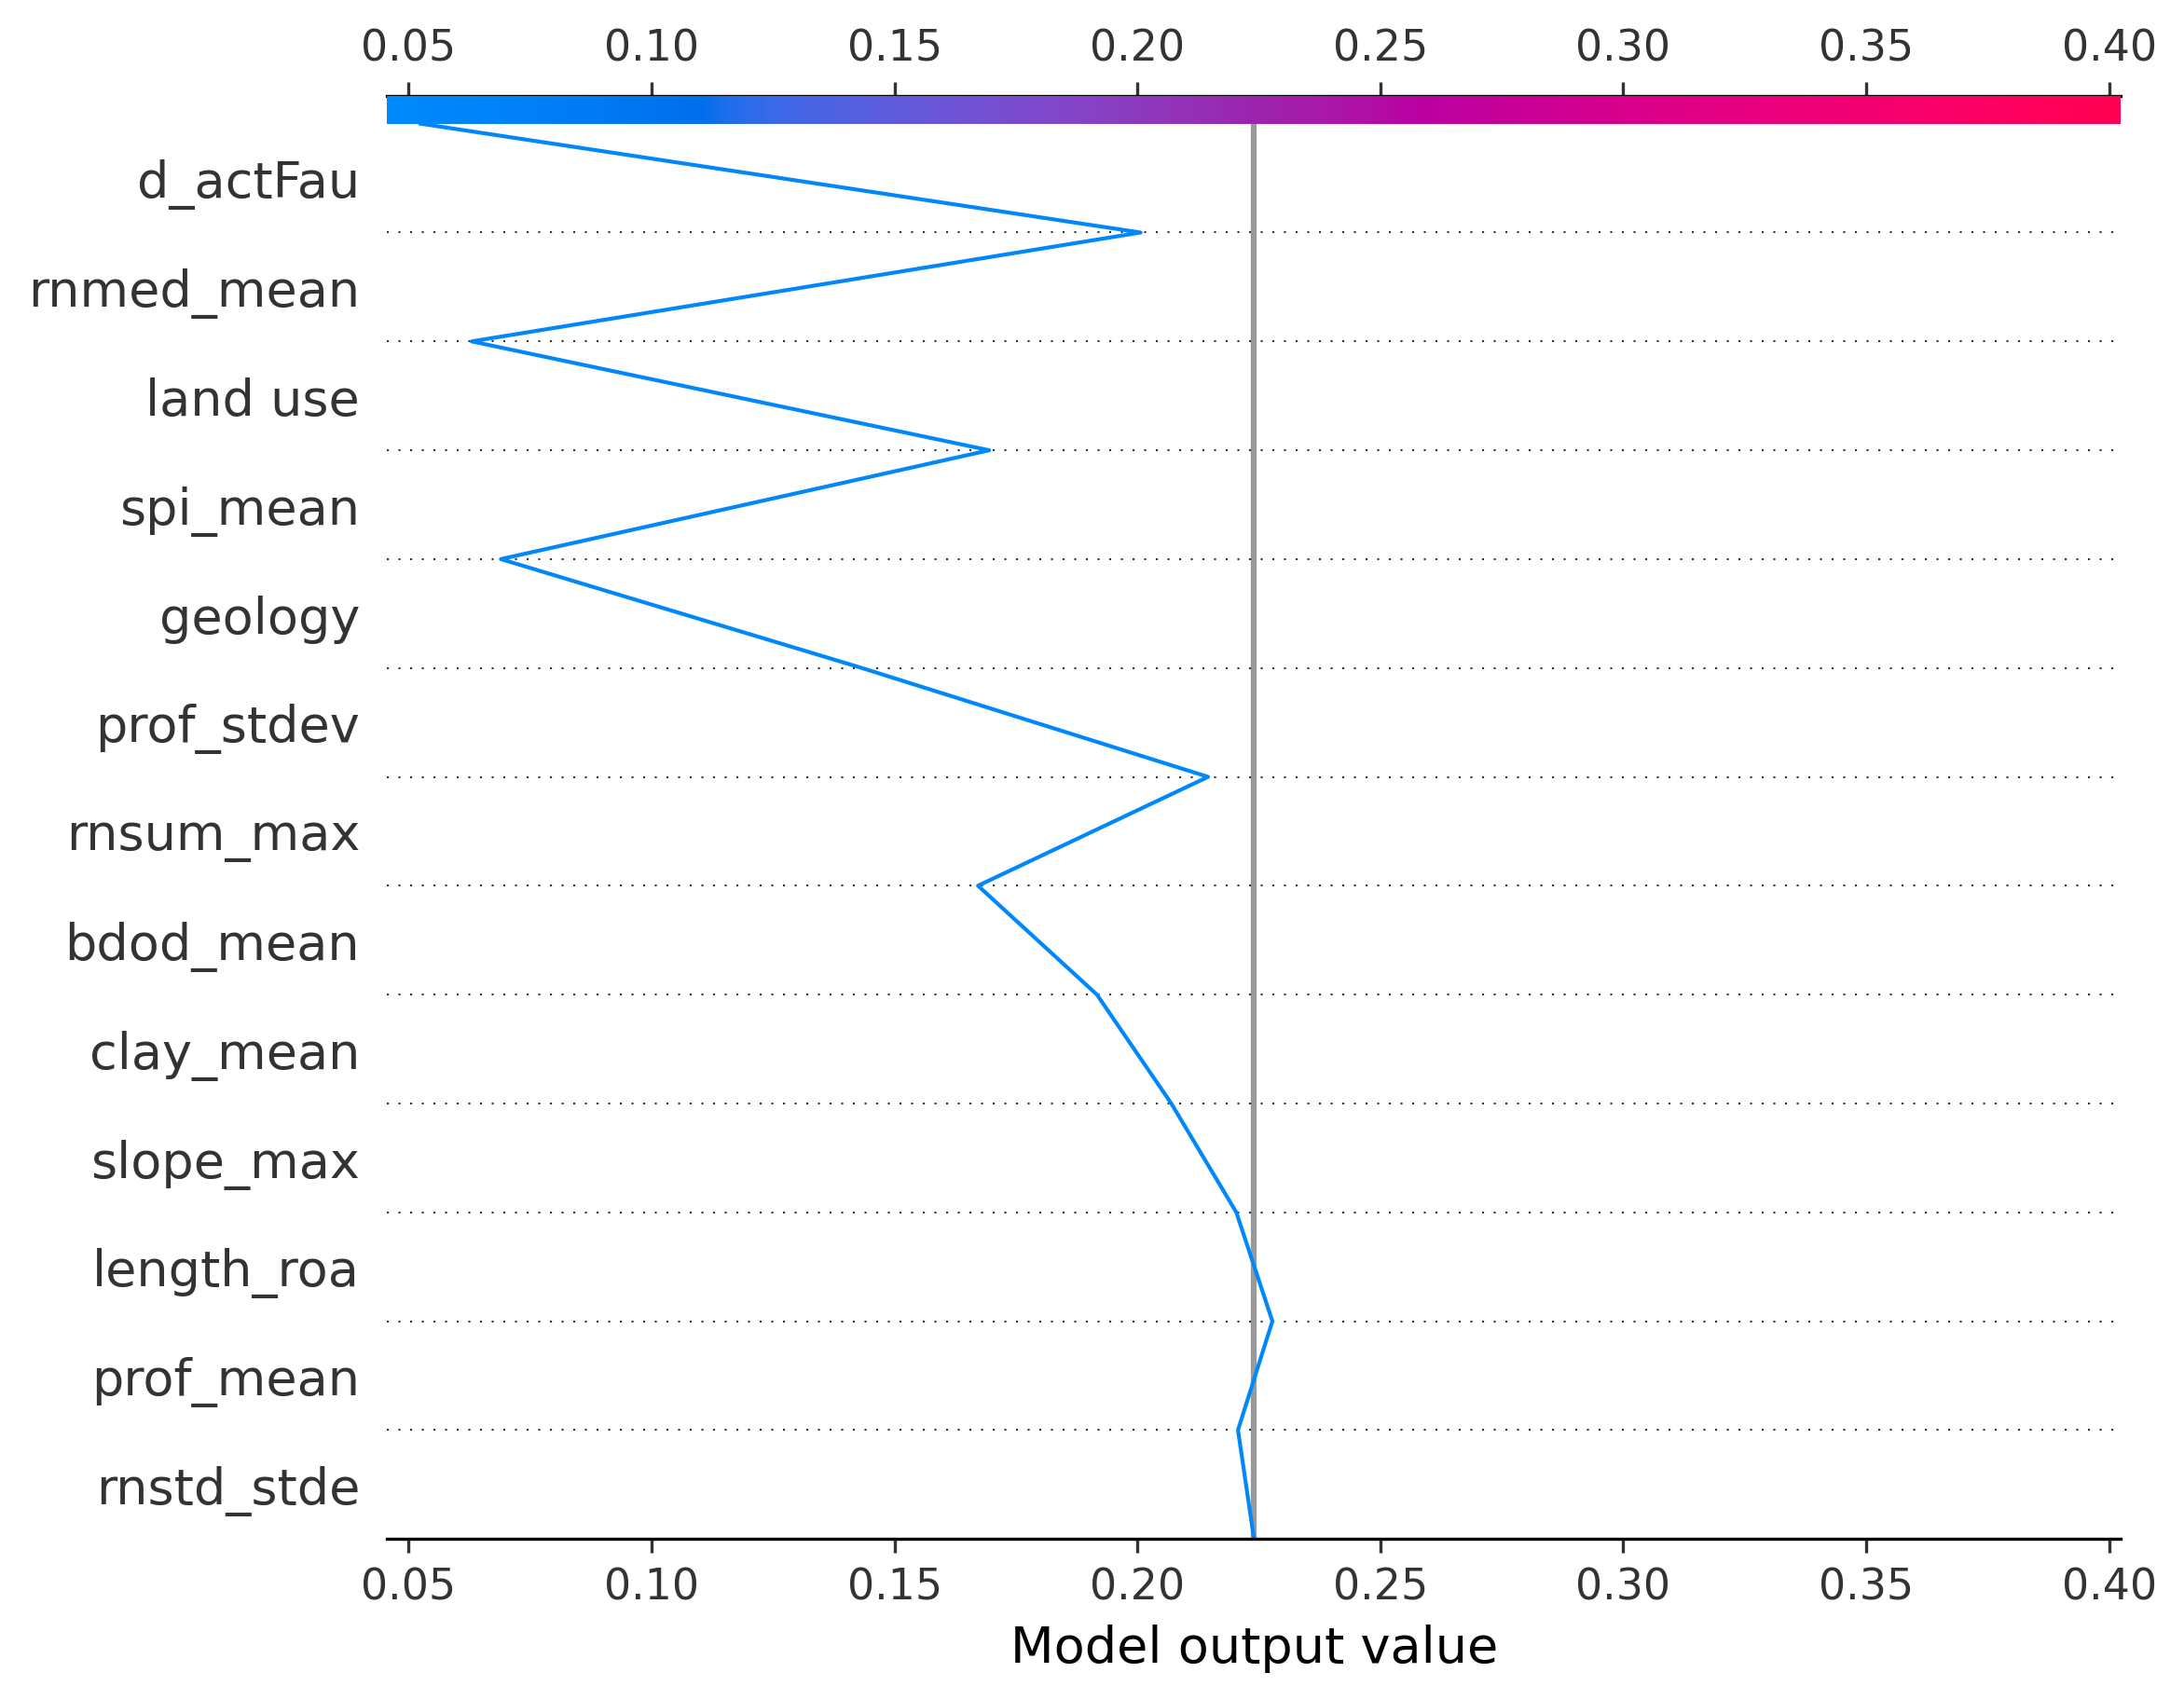 0.05 0.10 0.15 0.20 0.25 0.30 0.35 0.40
d_actFau
rnmed_mean
land use
spi_mean
geology
prof_stdev
rnsum_max
bdod_mean
clay_mean
slope_max
length_roa
prof_mean
rnstd_stde
0.05 0.10 0.15 0.20 0.25 0.30 0.35 0.40
Model output value